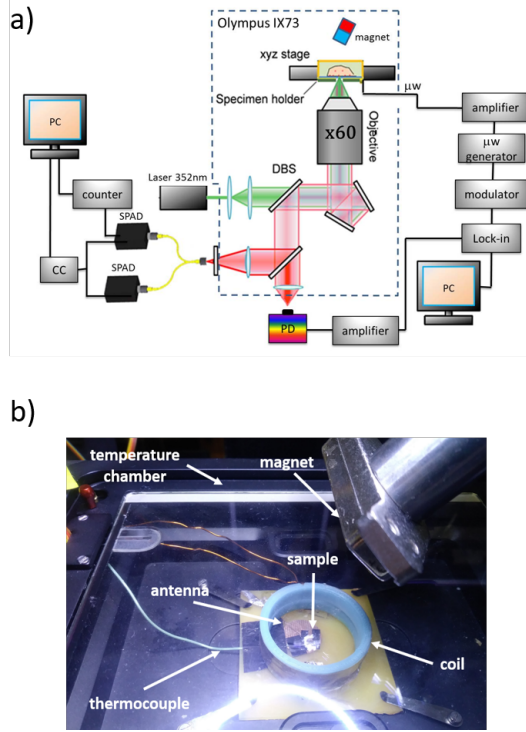 a)
Olympus IX73
magnet
xyz stage
μw
Specimen holder
PC
amplifier
x60
Objective
μw
generator
DBS
Laser 352nm
counter
modulator
SPAD
Lock-in
CC
SPAD
PC
PD
amplifier
b)
temperature
chamber
magnet
sample
antenna
coil
thermocouple